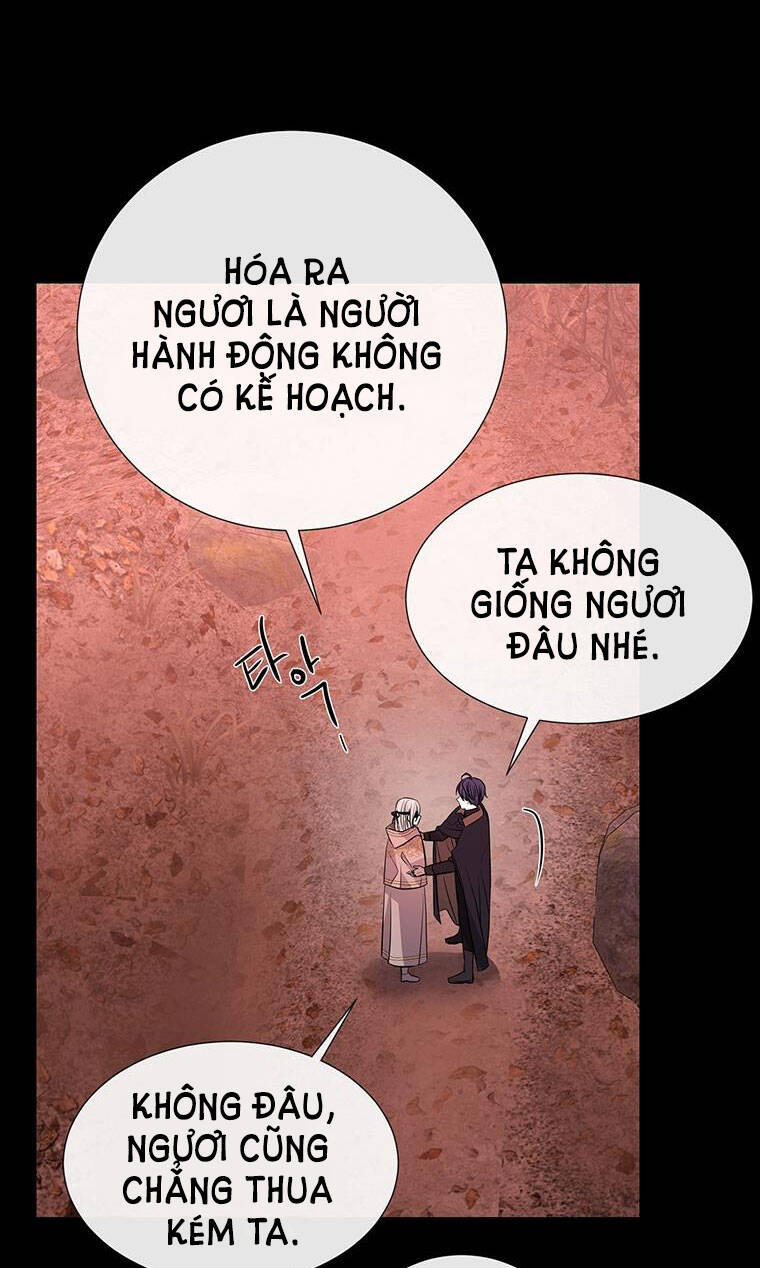 HÓA RA
NGƯƠI LÀ NGƯỜI
HÀNH ĐỘNG KHÔNG
CÓ KẾ HOẠCH.
TA KHÔNG
GIỐNG NGƯƠI
ĐÂU NHÉ.
타악
KHÔNG ĐÂU,
NGƯƠI CŨNG
CHẲNG THUA
KÉM TA.